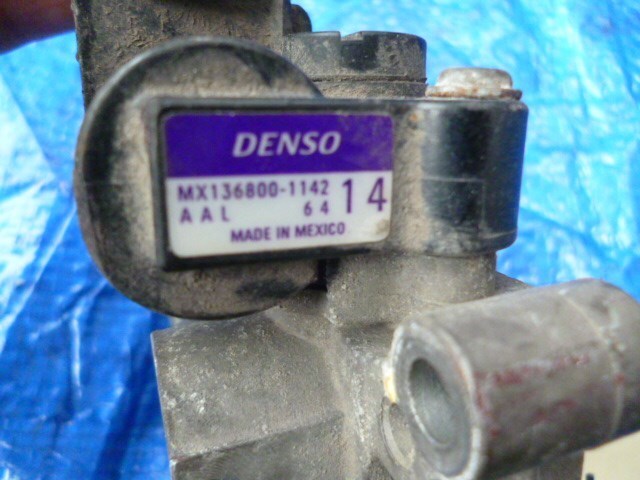 DENSO
MX136800-1142 14
AAL 64
MADE IN MEXICO